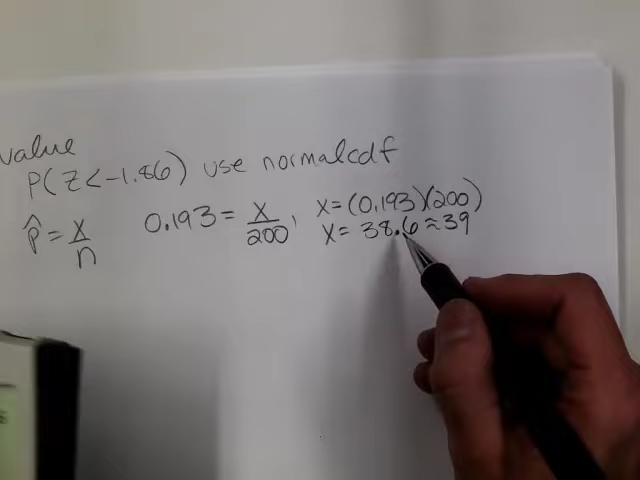 value
P(Z<-1.86) use normalcdf
p̂ = x/n 0.193 = x/200, x=(0.193)(200)
x= 38.6≈39